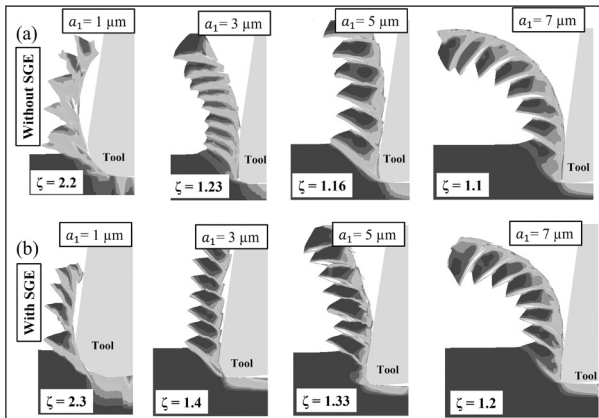 (a)
Without SGE
a₁= 1 µm
a₁= 3 µm
a₁= 5 µm
a₁= 7 µm
Tool
Tool
Tool
Tool
ζ = 2.2
ζ = 1.23
ζ = 1.16
ζ = 1.1
(b)
With SGE
a₁= 1 µm
a₁= 3 µm
a₁= 5 µm
a₁= 7 µm
Tool
Tool
Tool
Tool
ζ = 2.3
ζ = 1.4
ζ = 1.33
ζ = 1.2